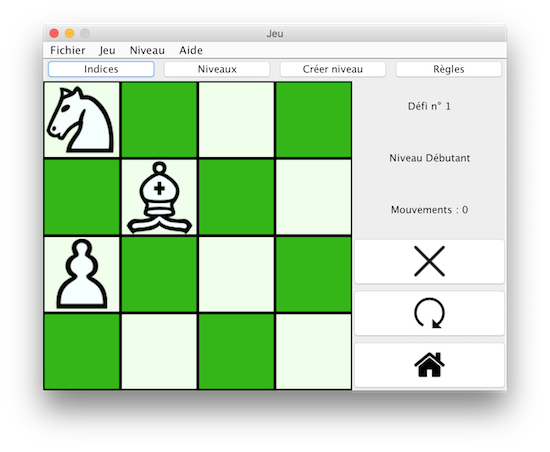 Jeu
Fichier Jeu Niveau Aide
Indices Niveaux Créer niveau Règles
Défi n° 1
Niveau Débutant
Mouvements : 0